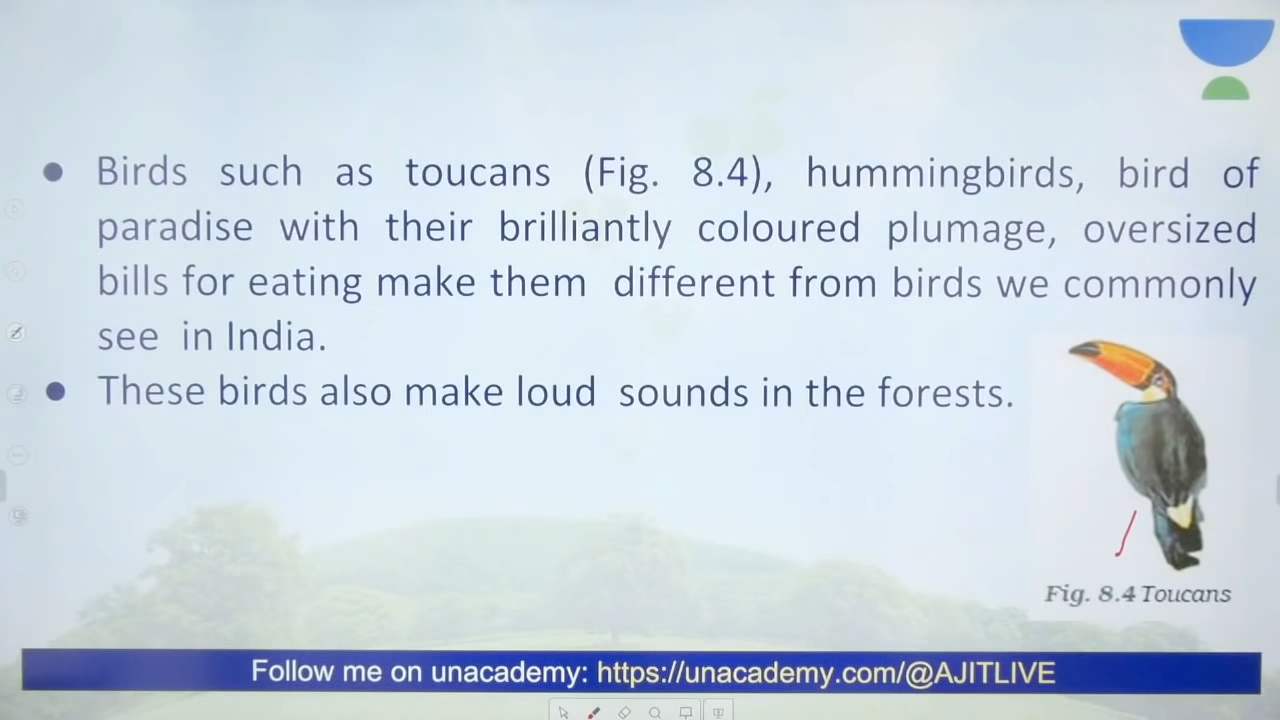 ● Birds such as toucans (Fig. 8.4), hummingbirds, bird of
paradise with their brilliantly coloured plumage, oversized
bills for eating make them different from birds we commonly
see in India.
● These birds also make loud sounds in the forests.
Fig. 8.4 Toucans
Follow me on unacademy: https://unacademy.com/@AJITLIVE